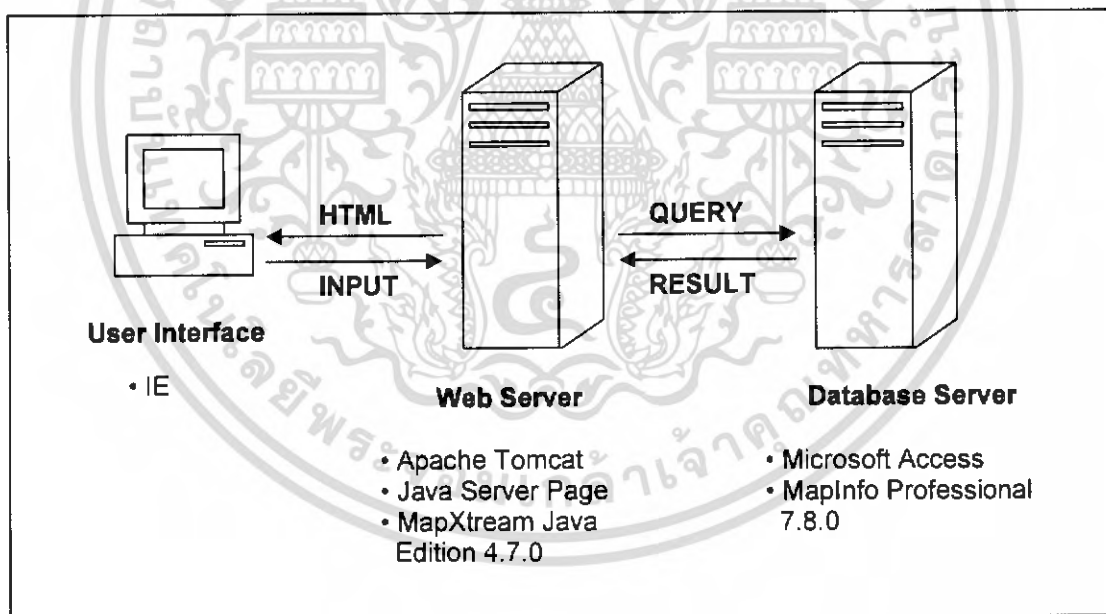 HTML
INPUT
QUERY
RESULT
User Interface
• IE
Web Server
• Apache Tomcat
• Java Server Page
• MapXtream Java
Edition 4.7.0
Database Server
• Microsoft Access
• MapInfo Professional
7.8.0